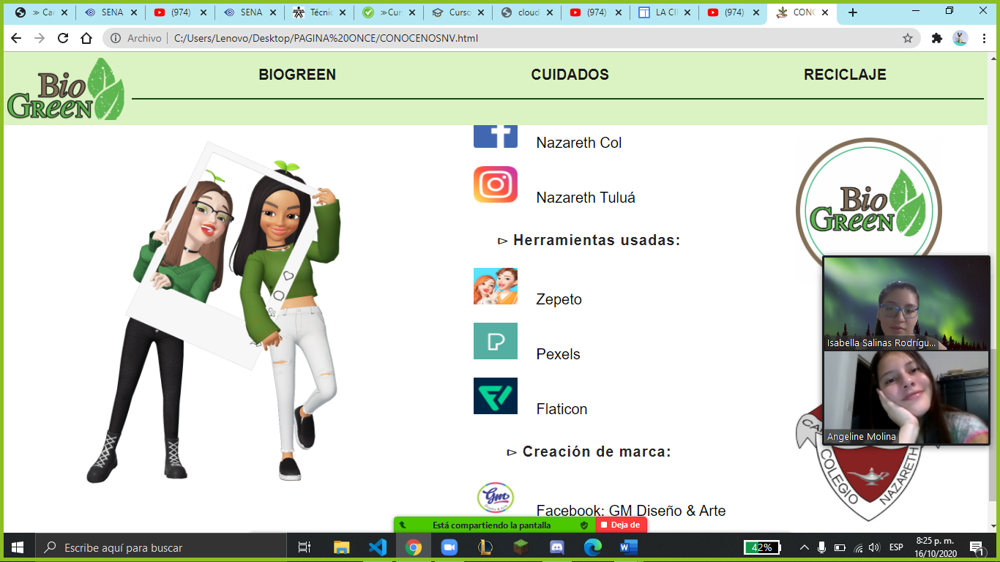 ≫ Car
SENA
(974)
SENA
Técnic
≫Cur
Curso
cloud
(974)
LA CIE
(974)
CONC
Archivo
C:/Users/Lenovo/Desktop/PAGINA%20ONCE/CONOCENOSNV.html
Bio
GReen
BIOGREEN
CUIDADOS
RECICLAJE
Nazareth Col
Nazareth Tuluá
▻ Herramientas usadas:
Zepeto
Pexels
Flaticon
▻ Creación de marca:
Gm
Facebook: GM Diseño & Arte
Bio
GReen
Isabella Salinas Rodrígu...
Angeline Molina
COLEGIO
NAZARETH
Está compartiendo la pantalla
Deja de
Escribe aquí para buscar
42%
ESP
8:25 p. m.
16/10/2020
1